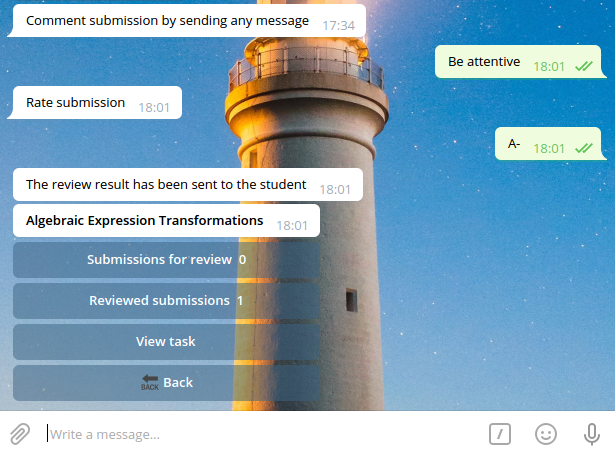 Comment submission by sending any message 17:34
Be attentive 18:01
Rate submission 18:01
A- 18:01
The review result has been sent to the student 18:01
Algebraic Expression Transformations 18:01
Submissions for review 0
Reviewed submissions 1
View task
BACK Back
Write a message...